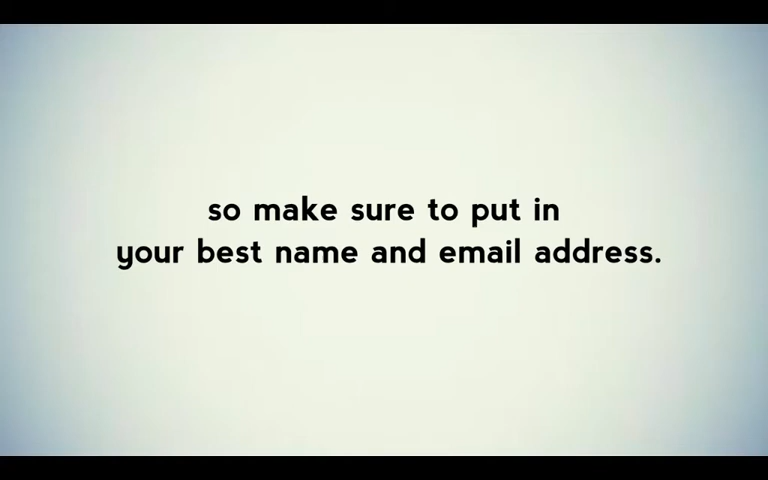 so make sure to put in
your best name and email address.